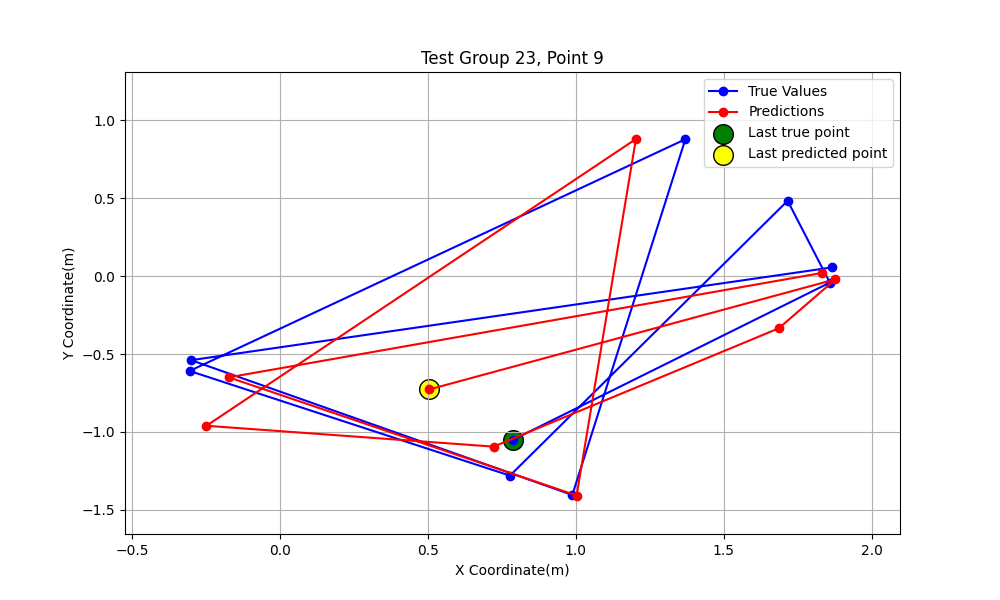 Test Group 23, Point 9
True Values
Predictions
Last true point
Last predicted point
Y Coordinate(m)
1.0
0.5
0.0
−0.5
−1.0
−1.5
−0.5 0.0 0.5 1.0 1.5 2.0
X Coordinate(m)